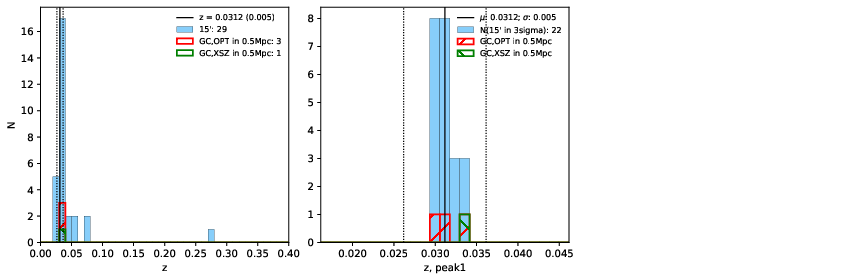 z = 0.0312 (0.005)
15': 29
GC,OPT in 0.5Mpc: 3
GC,XSZ in 0.5Mpc: 1
N
16
14
12
10
8
6
4
2
0
0.00 0.05 0.10 0.15 0.20 0.25 0.30 0.35 0.40
z
μ: 0.0312; σ: 0.005
N(15' in 3sigma): 22
GC,OPT in 0.5Mpc
GC,XSZ in 0.5Mpc
8
7
6
5
4
3
2
1
0
0.020 0.025 0.030 0.035 0.040 0.045
z, peak1